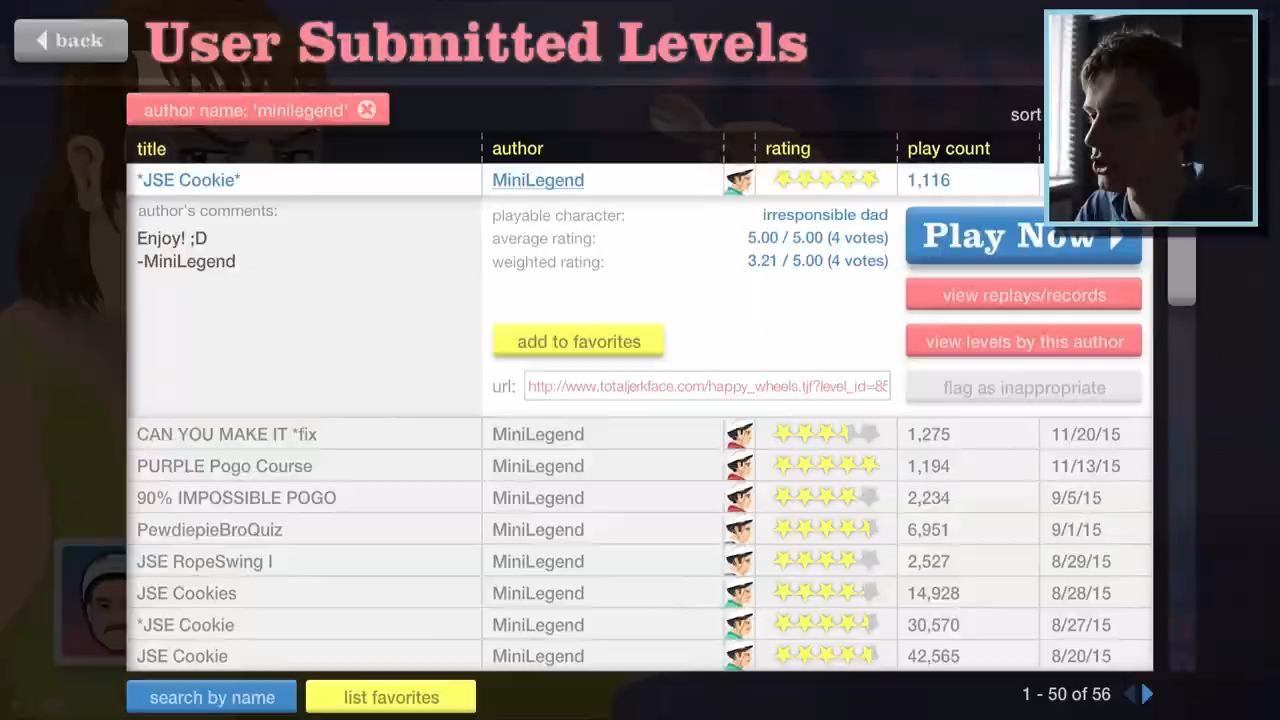 back
User Submitted Levels
author name: 'minilegend'
sort
title author rating play count
*JSE Cookie* MiniLegend 1,116
author's comments:
Enjoy! ;D
-MiniLegend
playable character: irresponsible dad
average rating: 5.00 / 5.00 (4 votes)
weighted rating: 3.21 / 5.00 (4 votes)
add to favorites
url: http://www.totaljerkface.com/happy_wheels.tjf?level_id=85
Play Now
view replays/records
view levels by this author
flag as inappropriate
CAN YOU MAKE IT *fix MiniLegend 1,275 11/20/15
PURPLE Pogo Course MiniLegend 1,194 11/13/15
90% IMPOSSIBLE POGO MiniLegend 2,234 9/5/15
PewdiepieBroQuiz MiniLegend 6,951 9/1/15
JSE RopeSwing I MiniLegend 2,527 8/29/15
JSE Cookies MiniLegend 14,928 8/28/15
*JSE Cookie MiniLegend 30,570 8/27/15
JSE Cookie MiniLegend 42,565 8/20/15
search by name
list favorites
1 - 50 of 56